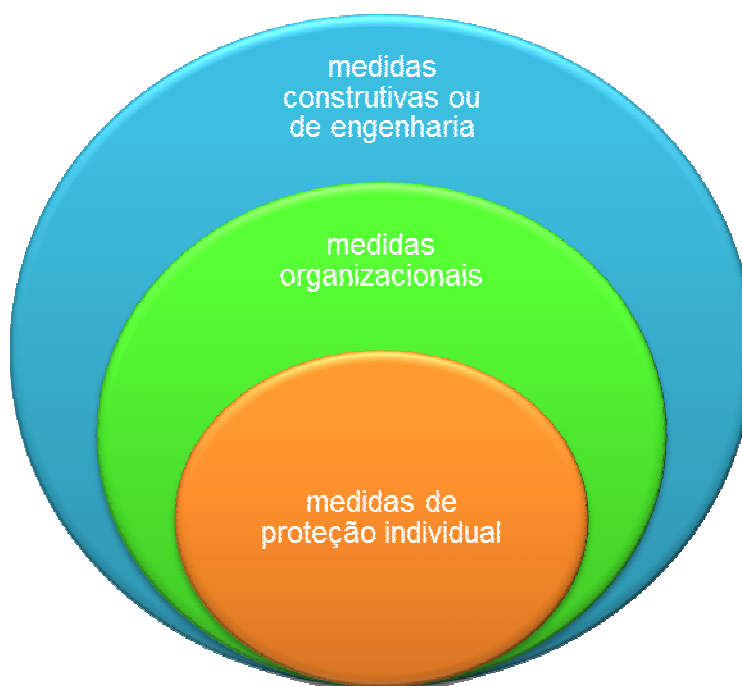 medidas
construtivas ou
de engenharia
medidas
organizacionais
medidas de
proteção individual